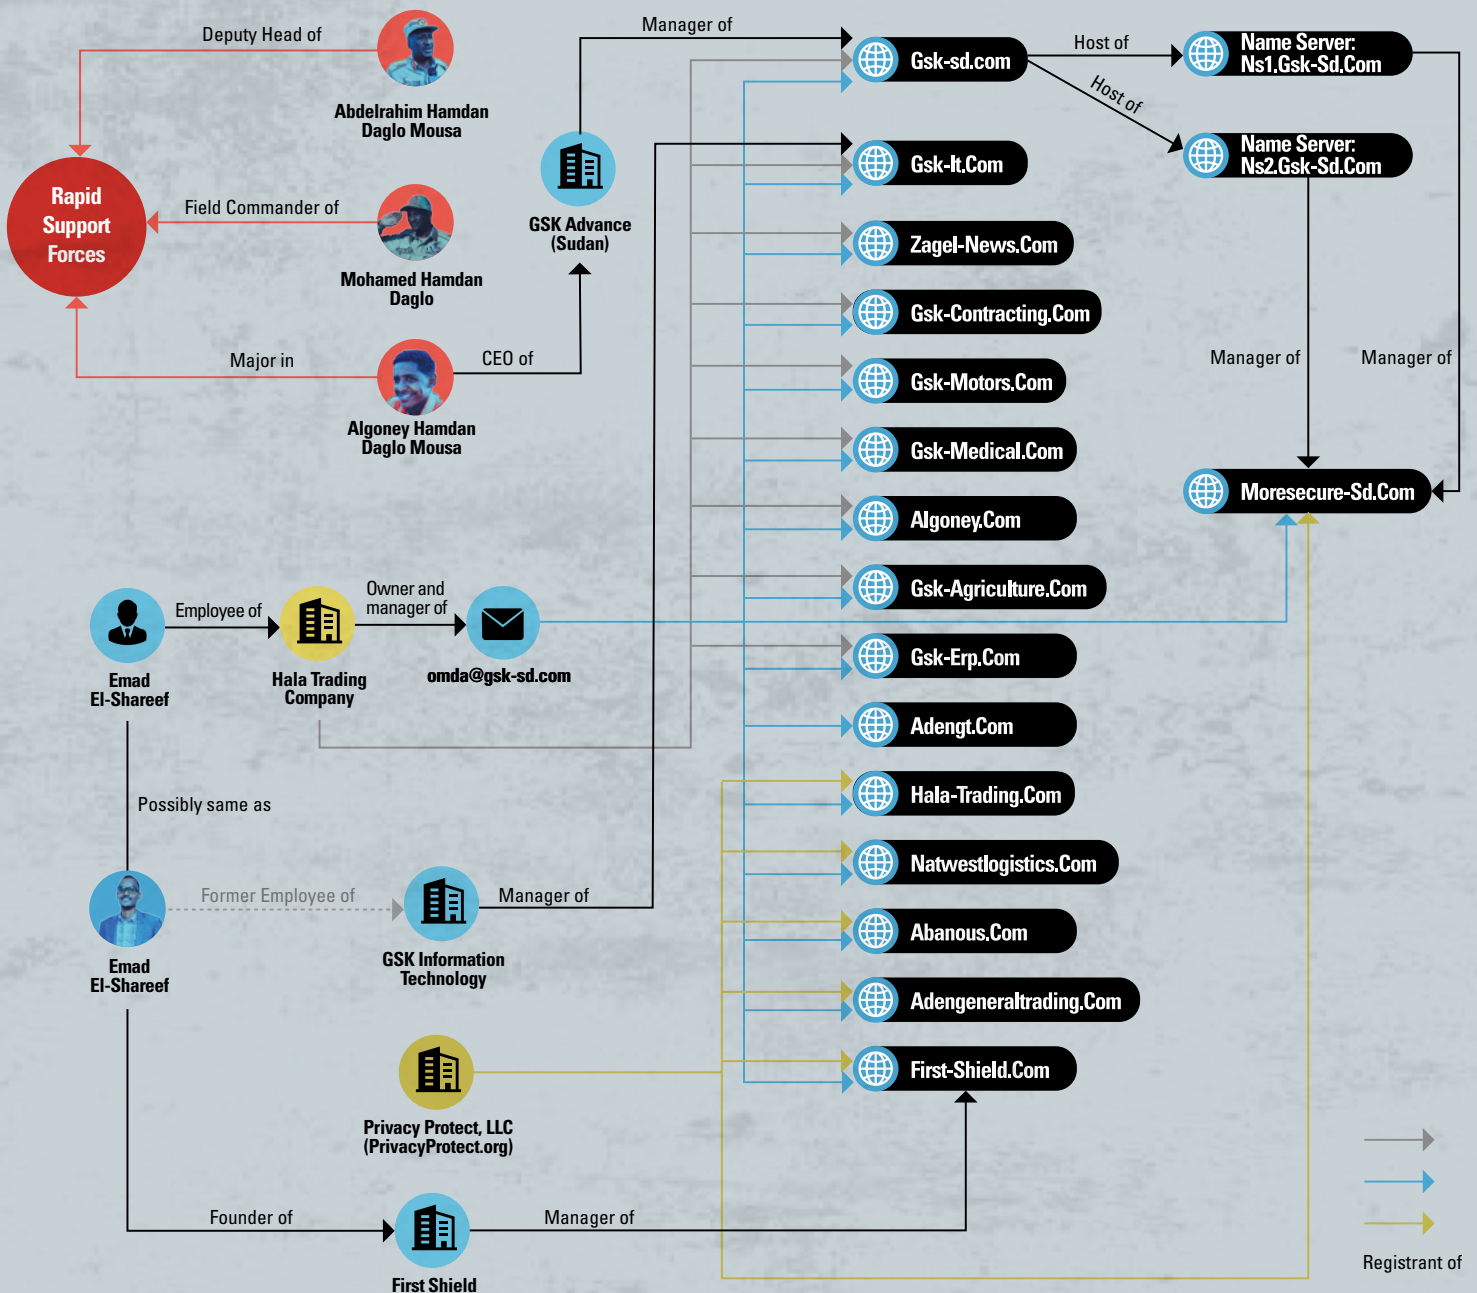 Deputy Head of
Abdelrahim Hamdan
Daglo Mousa
Rapid
Support
Forces
Field Commander of
Mohamed Hamdan
Daglo
Major in
Algoney Hamdan
Daglo Mousa
CEO of
GSK Advance
(Sudan)
Manager of
Gsk-sd.com
Host of
Host of
Name Server:
Ns1.Gsk-Sd.Com
Name Server:
Ns2.Gsk-Sd.Com
Manager of
Manager of
Moresecure-Sd.Com
Gsk-It.Com
Zagel-News.Com
Gsk-Contracting.Com
Gsk-Motors.Com
Gsk-Medical.Com
Algoney.Com
Gsk-Agriculture.Com
Gsk-Erp.Com
Adengt.Com
Hala-Trading.Com
Natwestlogistics.Com
Abanous.Com
Adengeneraltrading.Com
First-Shield.Com
Emad
El-Shareef
Employee of
Hala Trading
Company
Owner and
manager of
omda@gsk-sd.com
Possibly same as
Emad
El-Shareef
Former Employee of
GSK Information
Technology
Manager of
Privacy Protect, LLC
(PrivacyProtect.org)
Founder of
First Shield
Manager of
Registrant of